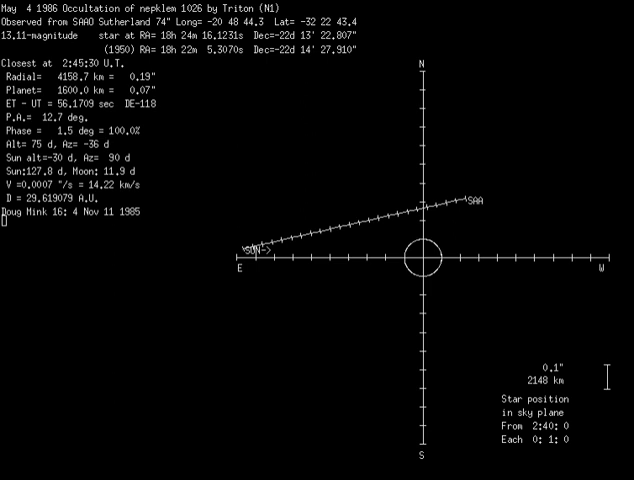 May 4 1986 Occultation of nepklem 1026 by Triton (N1)
Observed from SAAO Sutherland 74" Long= -20 48 44.3 Lat= -32 22 43.4
13.11-magnitude star at RA= 18h 24m 16.1231s Dec=-22d 13' 22.807"
(1950) RA= 18h 22m 5.3070s Dec=-22d 14' 27.910"
Closest at 2:45:30 U.T.
Radial= 4158.7 km = 0.19"
Planet= 1600.0 km = 0.07"
ET - UT = 56.1709 sec DE-118
P.A.= 12.7 deg.
Phase = 1.5 deg = 100.0%
Alt= 75 d, Az= -36 d
Sun alt=-30 d, Az= 90 d
Sun:127.8 d, Moon: 11.9 d
V =0.0007 "/s = 14.22 km/s
D = 29.619079 A.U.
Doug Mink 16: 4 Nov 11 1985
N
SAA
SUN->
E
W
0.1"
2148 km
Star position
in sky plane
From 2:40: 0
Each 0: 1: 0
S